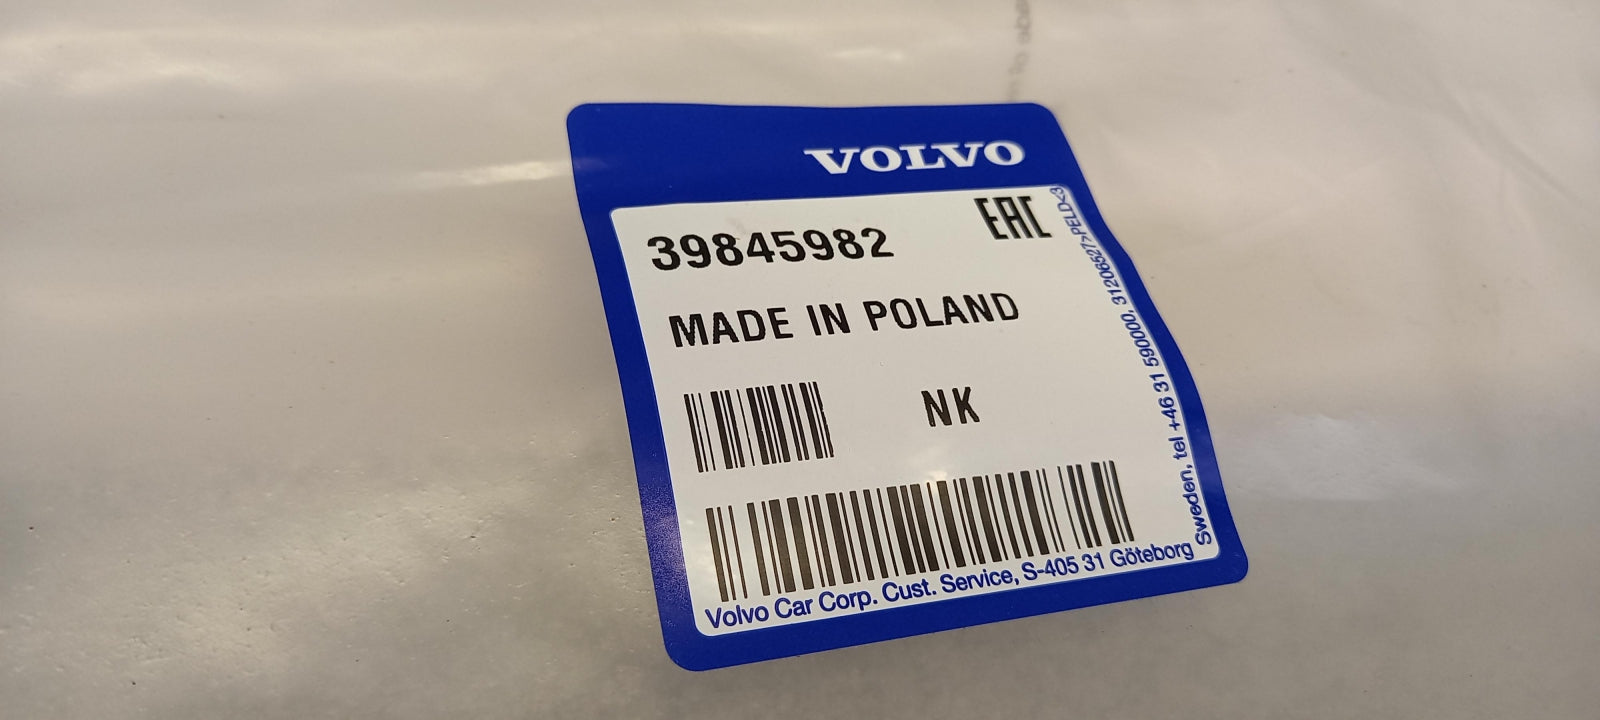 VOLVO
EAC
39845982
MADE IN POLAND
NK
Volvo Car Corp. Cust. Service, S-405 31 Göteborg
Sweden, tel +46 31 590000, 31206527>PELD<3